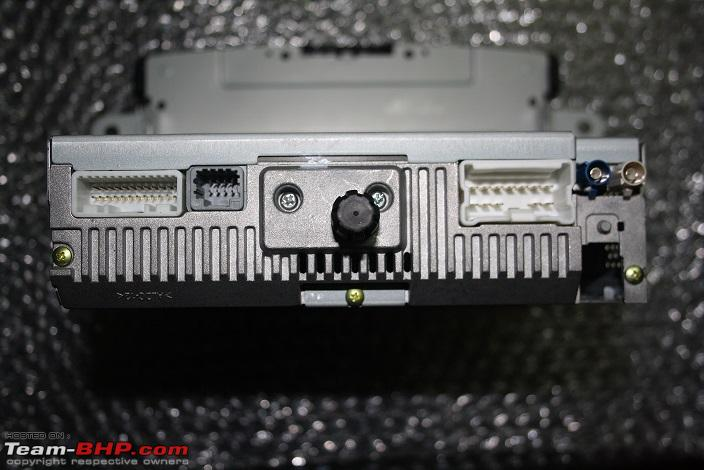 HOSTED ON :
Team-BHP.com
copyright respective owners